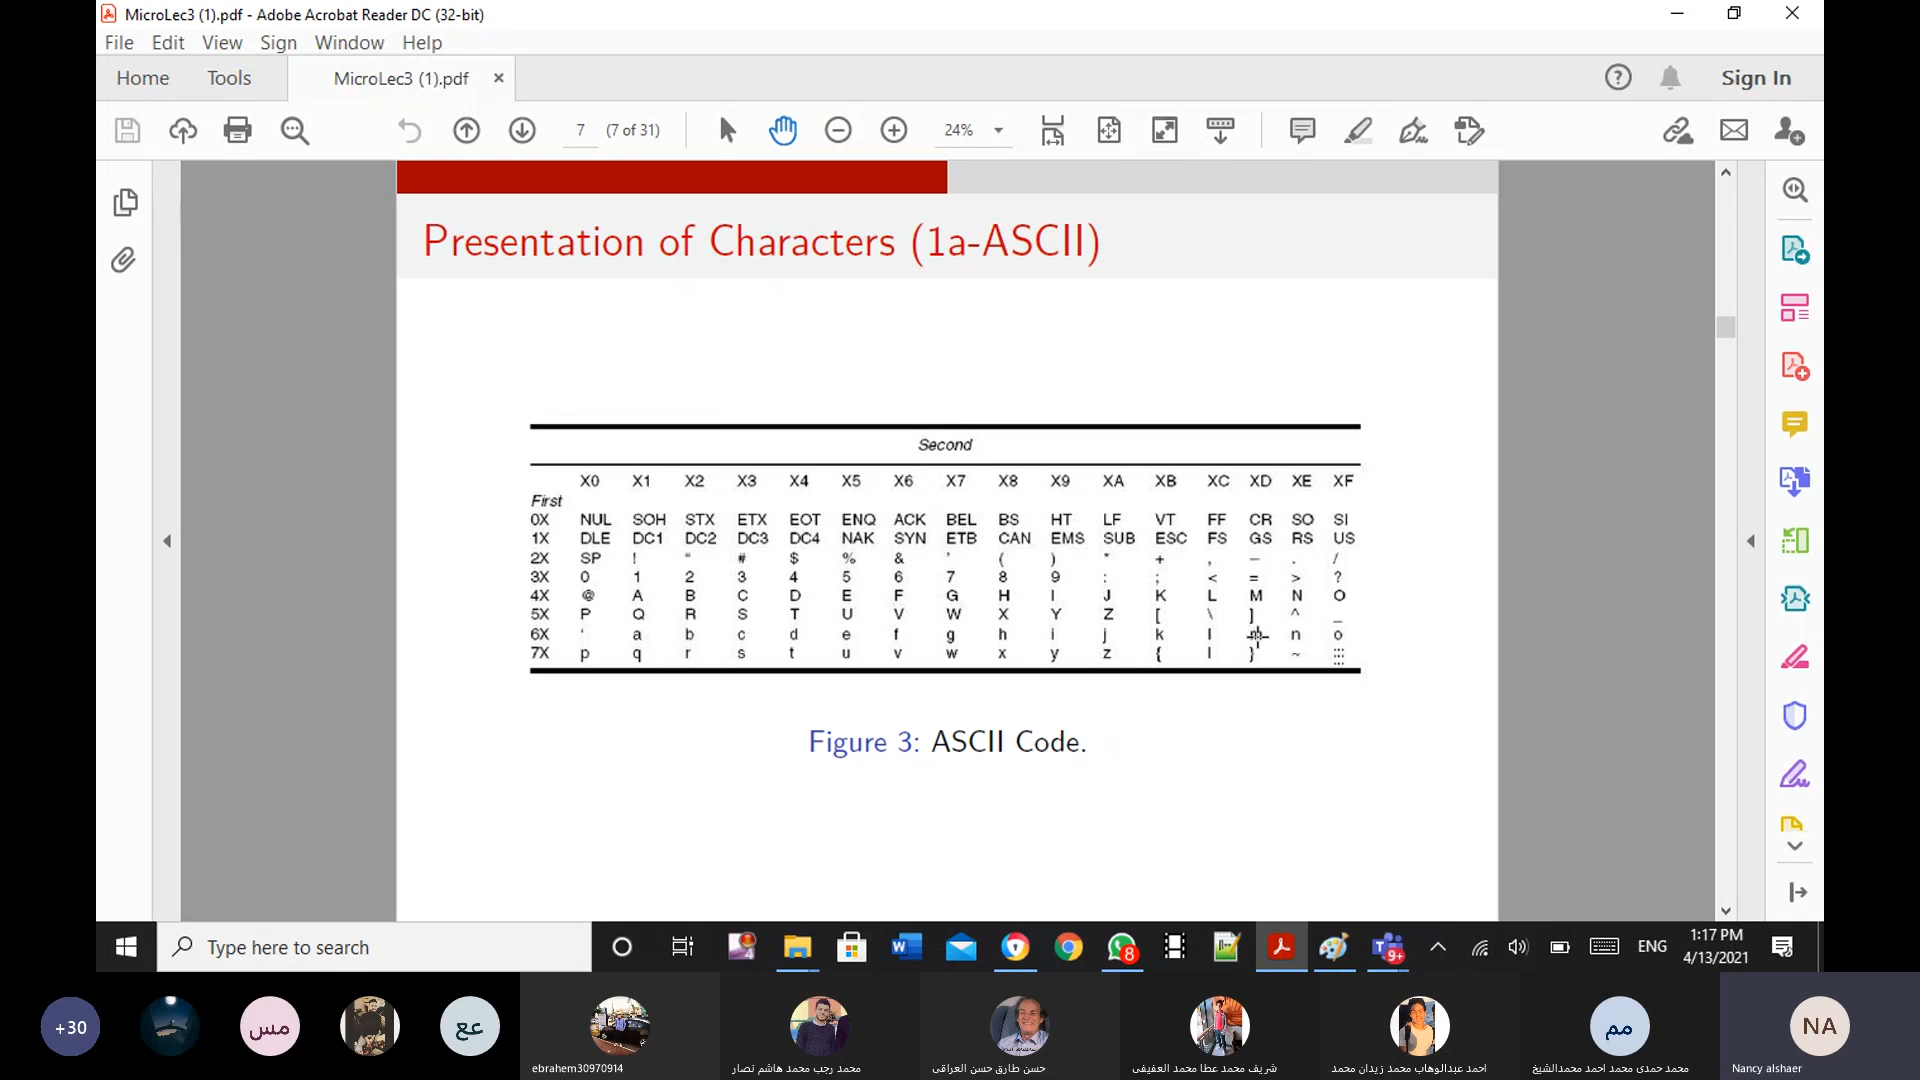 MicroLec3 (1).pdf - Adobe Acrobat Reader DC (32-bit)
File Edit View Sign Window Help
Home Tools MicroLec3 (1).pdf Sign In
7 (7 of 31) 24%
Presentation of Characters (1a-ASCII)
Second
X0 X1 X2 X3 X4 X5 X6 X7 X8 X9 XA XB XC XD XE XF
First
0X NUL SOH STX ETX EOT ENQ ACK BEL BS HT LF VT FF CR SO SI
1X DLE DC1 DC2 DC3 DC4 NAK SYN ETB CAN EMS SUB ESC FS GS RS US
2X SP ! “ # $ % & ’ ( ) * + , – . /
3X 0 1 2 3 4 5 6 7 8 9 : ; < = > ?
4X @ A B C D E F G H I J K L M N O
5X P Q R S T U V W X Y Z [ \ ] ^ _
6X ‘ a b c d e f g h i j k l m n o
7X p q r s t u v w x y z { | } ~
Figure 3: ASCII Code.
Type here to search
8
9+
ENG
1:17 PM
4/13/2021
+30 مس عع مم NA
ebrahem30970914 محمد رجب محمد هاشم نصار حسن طارق حسن العراقى شريف محمد عطا محمد العفيفى احمد عبدالوهاب محمد زيدان محمد محمد حمدى محمد احمد محمدالشيخ Nancy alshaer